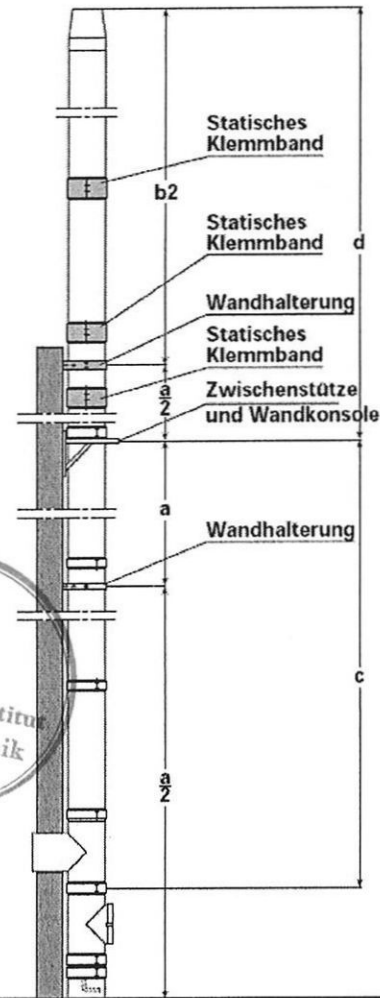 Statisches
Klemmband
b2
d
Statisches
Klemmband
Wandhalterung
Statisches
Klemmband
a
2
Zwischenstütze
und Wandkonsole
a
Wandhalterung
c
a
2